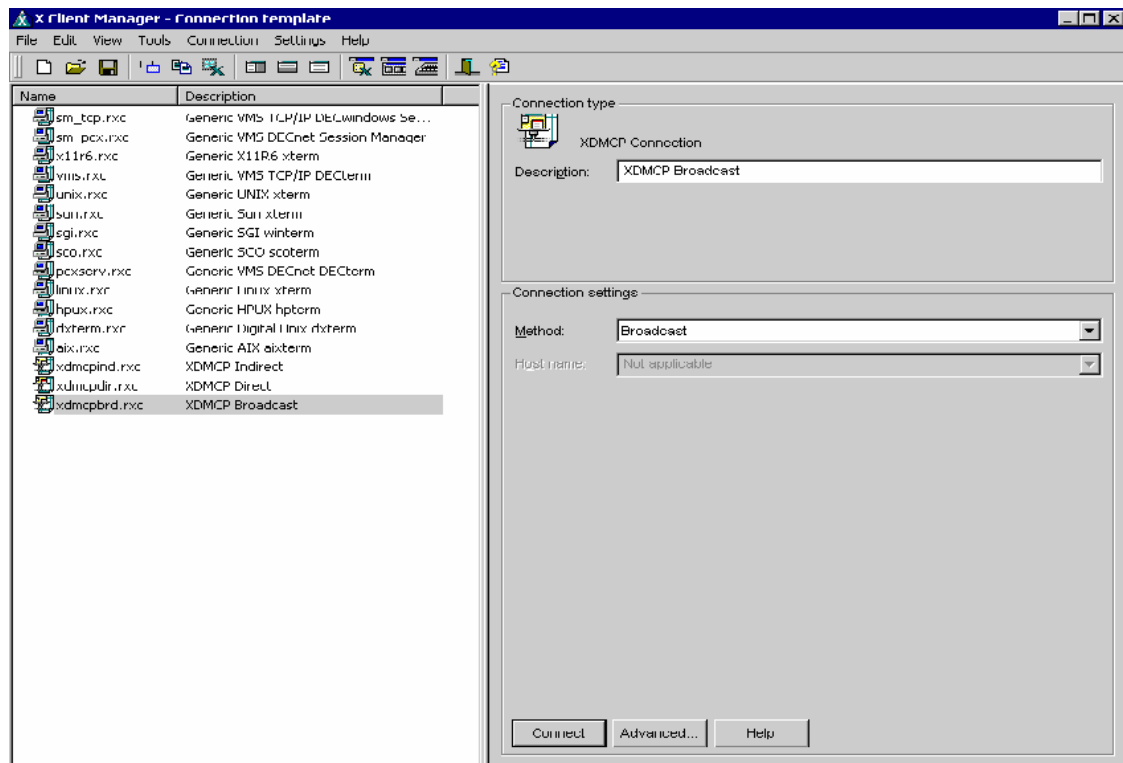 X Client Manager - Connection template
File Edit View Tools Connection Settings Help
Name Description
sm_tcp.rxc Generic VMS TCP/IP DECwindows Se...
sm_pcx.rxc Generic VMS DECnet Session Manager
x11r6.rxc Generic X11R6 xterm
vms.rxc Generic VMS TCP/IP DECterm
unix.rxc Generic UNIX xterm
sun.rxc Generic Sun xterm
sgi.rxc Generic SGI winterm
sco.rxc Generic SCO scoterm
pcxserv.rxc Generic VMS DECnet DECterm
linux.rxc Generic Linux xterm
hpux.rxc Generic HPUX hpterm
dxterm.rxc Generic Digital Unix dxterm
aix.rxc Generic AIX aixterm
xdmcpind.rxc XDMCP Indirect
xdmcpdir.rxc XDMCP Direct
xdmcpbrd.rxc XDMCP Broadcast
Connection type
XDMCP Connection
Description: XDMCP Broadcast
Connection settings
Method: Broadcast
Host name: Not applicable
Connect Advanced... Help